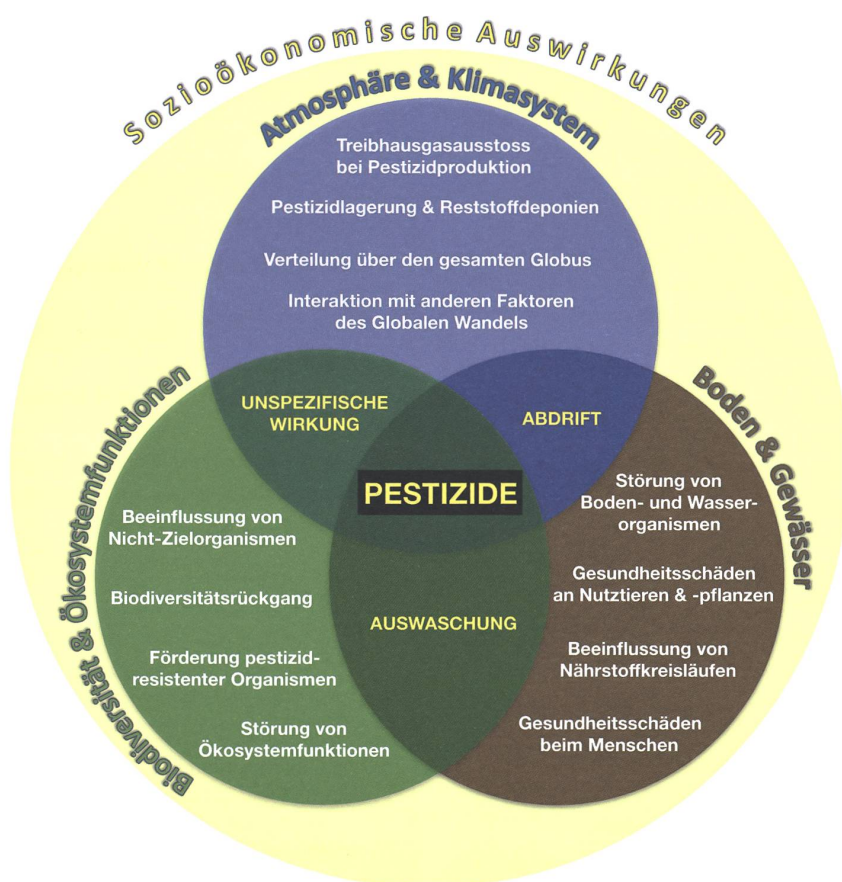 Sozioökonomische Auswirkungen
Atmosphäre & Klimasystem
Treibhausgasausstoss
bei Pestizidproduktion
Pestizidlagerung & Reststoffdeponien
Verteilung über den gesamten Globus
Interaktion mit anderen Faktoren
des Globalen Wandels
UNSPEZIFISCHE
WIRKUNG
ABDRIFT
PESTIZIDE
AUSWASCHUNG
Biodiversität & Ökosystemfunktionen
Beeinflussung von
Nicht-Zielorganismen
Biodiversitätsrückgang
Förderung pestizid-
resistenter Organismen
Störung von
Ökosystemfunktionen
Boden & Gewässer
Störung von
Boden- und Wasser-
organismen
Gesundheitsschäden
an Nutztieren & -pflanzen
Beeinflussung von
Nährstoffkreisläufen
Gesundheitsschäden
beim Menschen